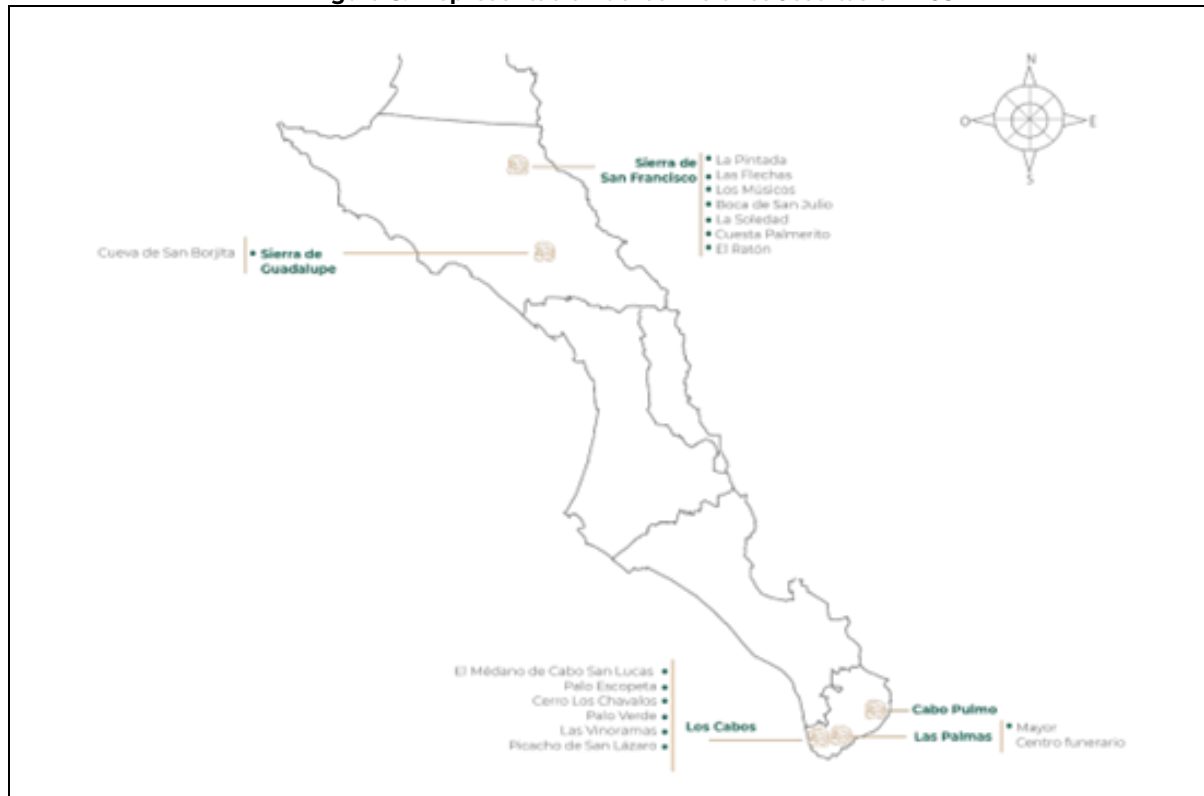 N
O
E
S
Sierra de
San Francisco
La Pintada
Las Flechas
Los Músicos
Boca de San Julio
La Soledad
Cuesta Palmerito
El Ratón
Cueva de San Borjita
Sierra de
Guadalupe
El Médano de Cabo San Lucas
Palo Escopeta
Cerro Los Chavalos
Palo Verde
Las Vinoramas
Picacho de San Lázaro
Los Cabos
Cabo Pulmo
Las Palmas
Mayor
Centro funerario